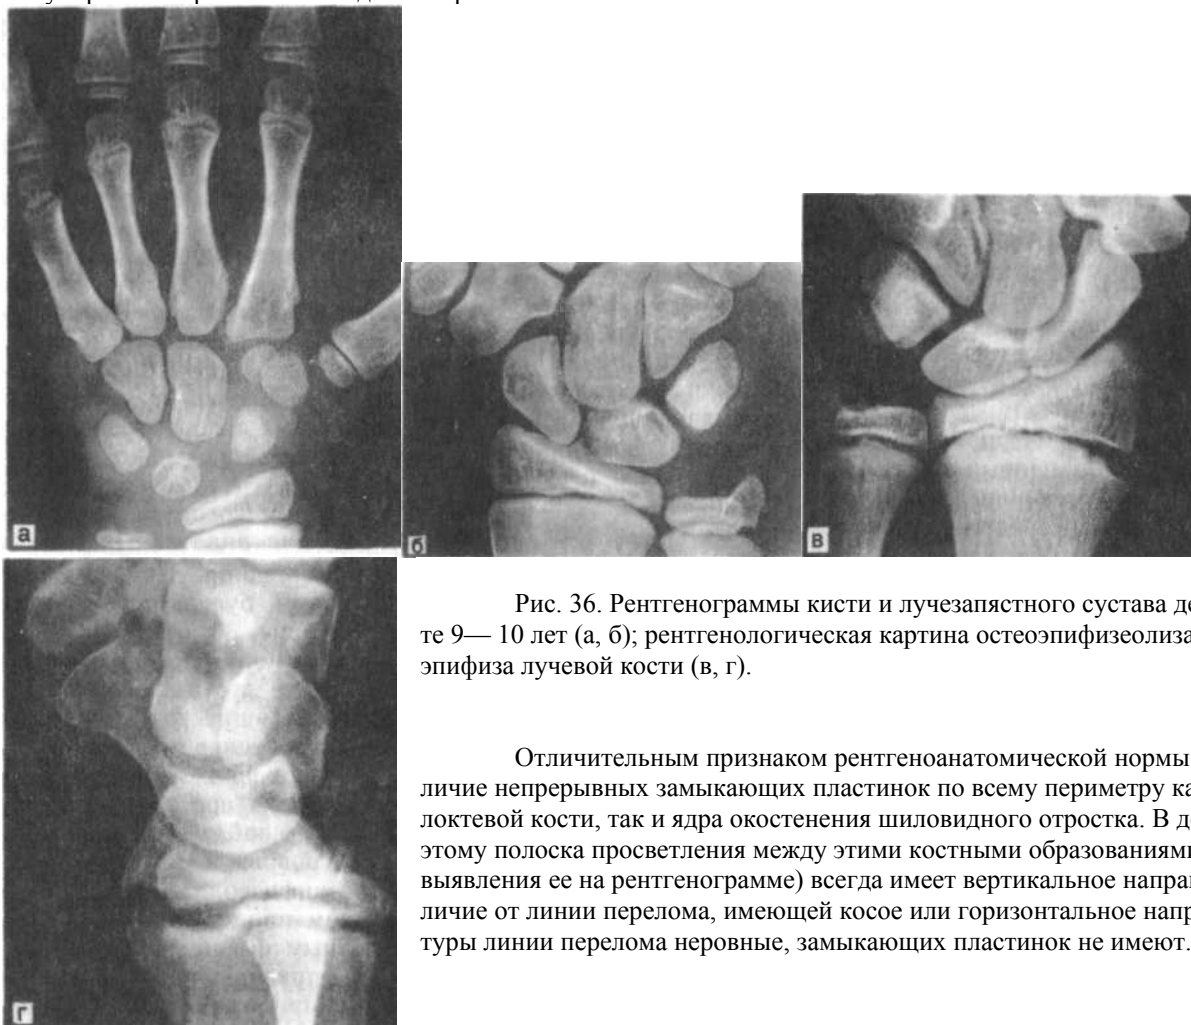 а
б
в
г
Рис. 36. Рентгенограммы кисти и лучезапястного сустава де
те 9— 10 лет (а, б); рентгенологическая картина остеоэпифизеолиза
эпифиза лучевой кости (в, г).
Отличительным признаком рентгеноанатомической нормы
личие непрерывных замыкающих пластинок по всему периметру ка
локтевой кости, так и ядра окостенения шиловидного отростка. В д
этому полоска просветления между этими костными образованиями
выявления ее на рентгенограмме) всегда имеет вертикальное направ
личие от линии перелома, имеющей косое или горизонтальное напр
туры линии перелома неровные, замыкающих пластинок не имеют.